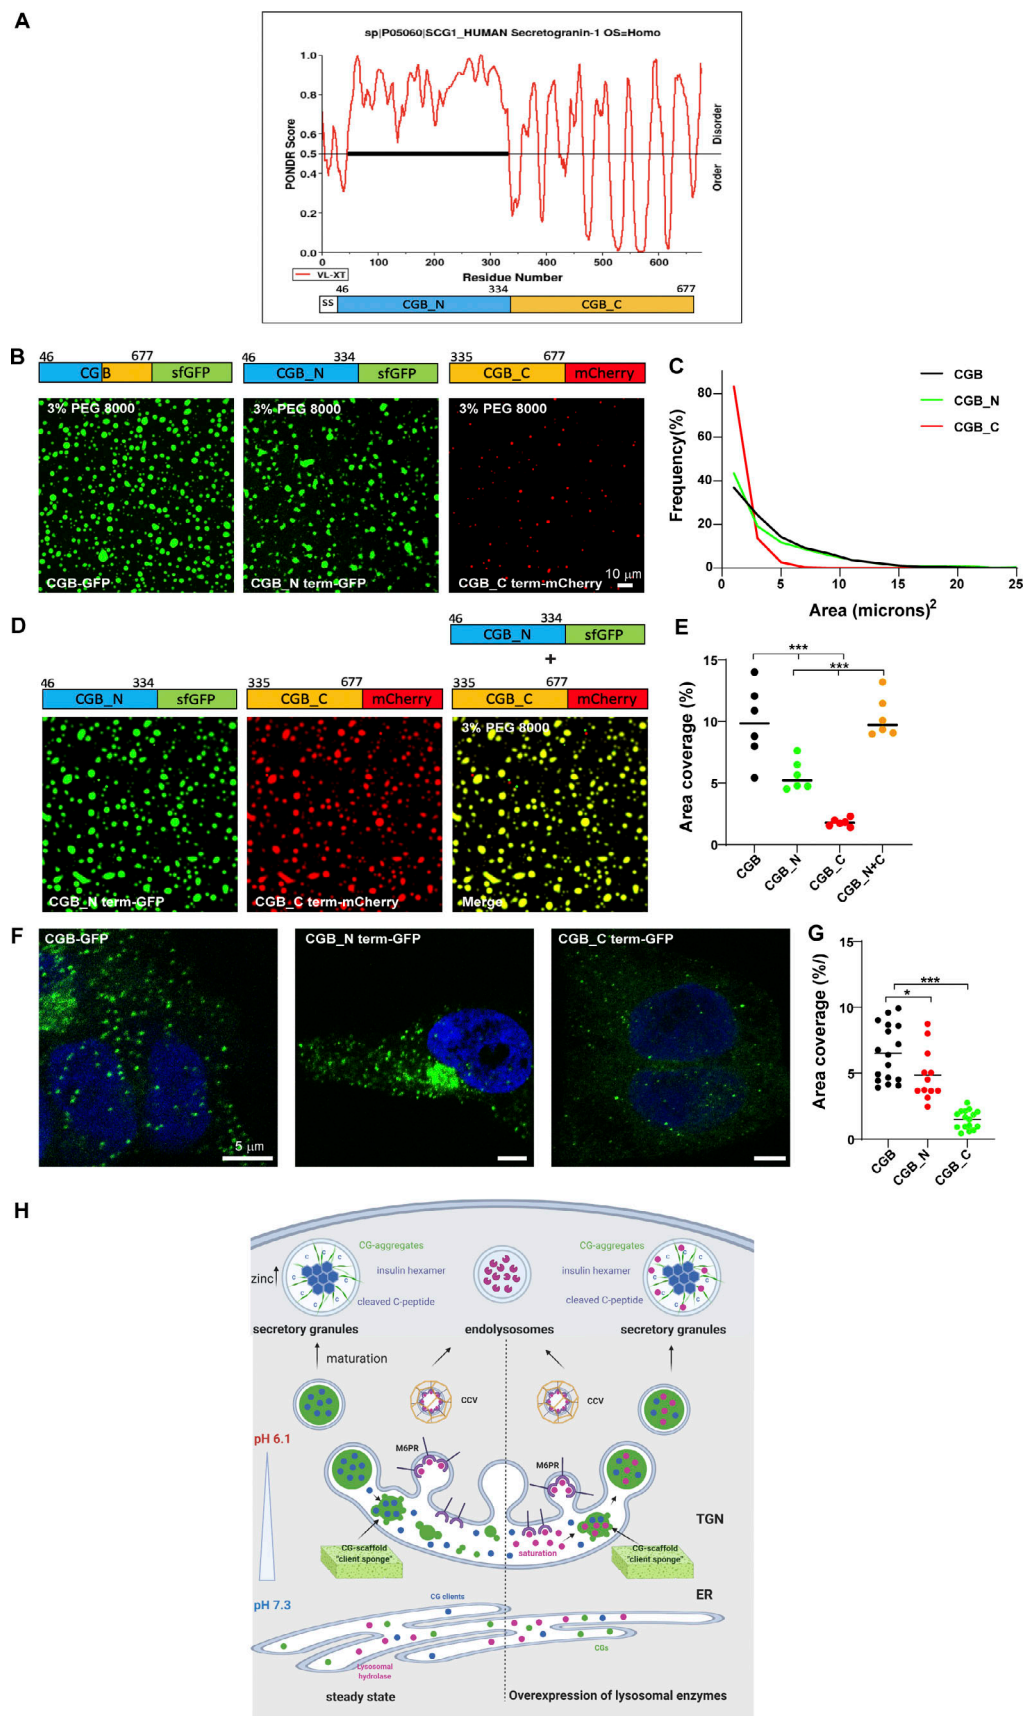 A
sp|P05060|SCG1_HUMAN Secretogranin-1 OS=Homo
1.0
0.8
0.6
0.5
0.4
0.2
0.0
PONDR Score
Disorder
Order
0 100 200 300 400 500 600
VL-XT
Residue Number
46 334 677
SS CGB_N CGB_C
B
46 677
CGB sfGFP
46 334
CGB_N sfGFP
335 677
CGB_C mCherry
3% PEG 8000
CGB-GFP
3% PEG 8000
CGB_N term-GFP
3% PEG 8000
10 µm
CGB_C term-mCherry
C
CGB
CGB_N
CGB_C
80
60
40
20
0
Frequency(%)
0 5 10 15 20 25
Area (microns)2
D
46 334
CGB_N sfGFP
+
46 334
CGB_N sfGFP
335 677
CGB_C mCherry
335 677
CGB_C mCherry
CGB_N term-GFP
CGB_C term-mCherry
3% PEG 8000
Merge
E
***
***
15
10
5
0
Area coverage (%)
CGB
CGB_N
CGB_C
CGB_N+C
F
CGB-GFP
5 µm
CGB_N term-GFP
CGB_C term-GFP
G
***
*
15
10
5
0
Area coverage (%/)
CGB
CGB_N
CGB_C
H
zinc
CG-aggregates
insulin hexamer
cleaved C-peptide
CG-aggregates
insulin hexamer
cleaved C-peptide
c c c c c c c
secretory granules
endolysosomes
secretory granules
maturation
CCV
CCV
pH 6.1
M6PR
M6PR
TGN
saturation
CG-scaffold
"client sponge"
CG-scaffold
"client sponge"
ER
pH 7.3
CG clients
CGs
Lysosomal
hydrolase
steady state
Overexpression of lysosomal enzymes